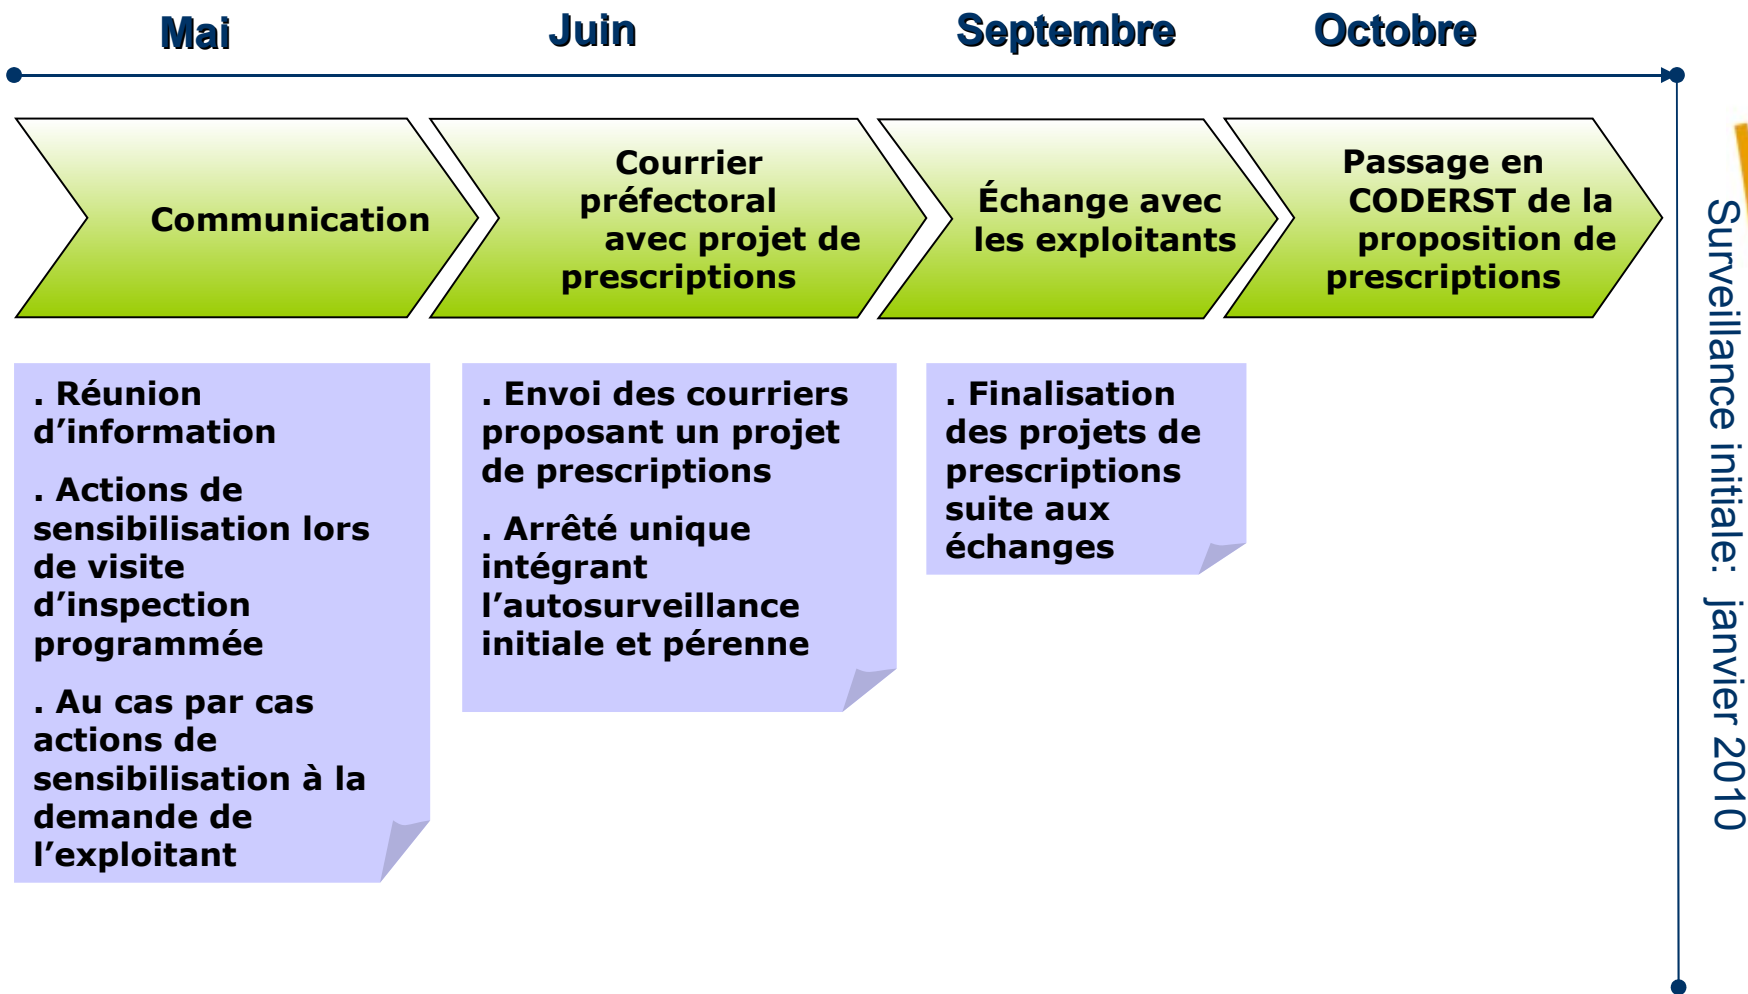 Mai
Juin
Septembre
Octobre
Communication
Courrier
préfectoral
avec projet de
prescriptions
Échange avec
les exploitants
Passage en
CODERST de la
proposition de
prescriptions
. Réunion
d’information
. Actions de
sensibilisation lors
de visite
d’inspection
programmée
. Au cas par cas
actions de
sensibilisation à la
demande de
l’exploitant
. Envoi des courriers
proposant un projet
de prescriptions
. Arrêté unique
intégrant
l’autosurveillance
initiale et pérenne
. Finalisation
des projets de
prescriptions
suite aux
échanges
Surveillance initiale: janvier 2010